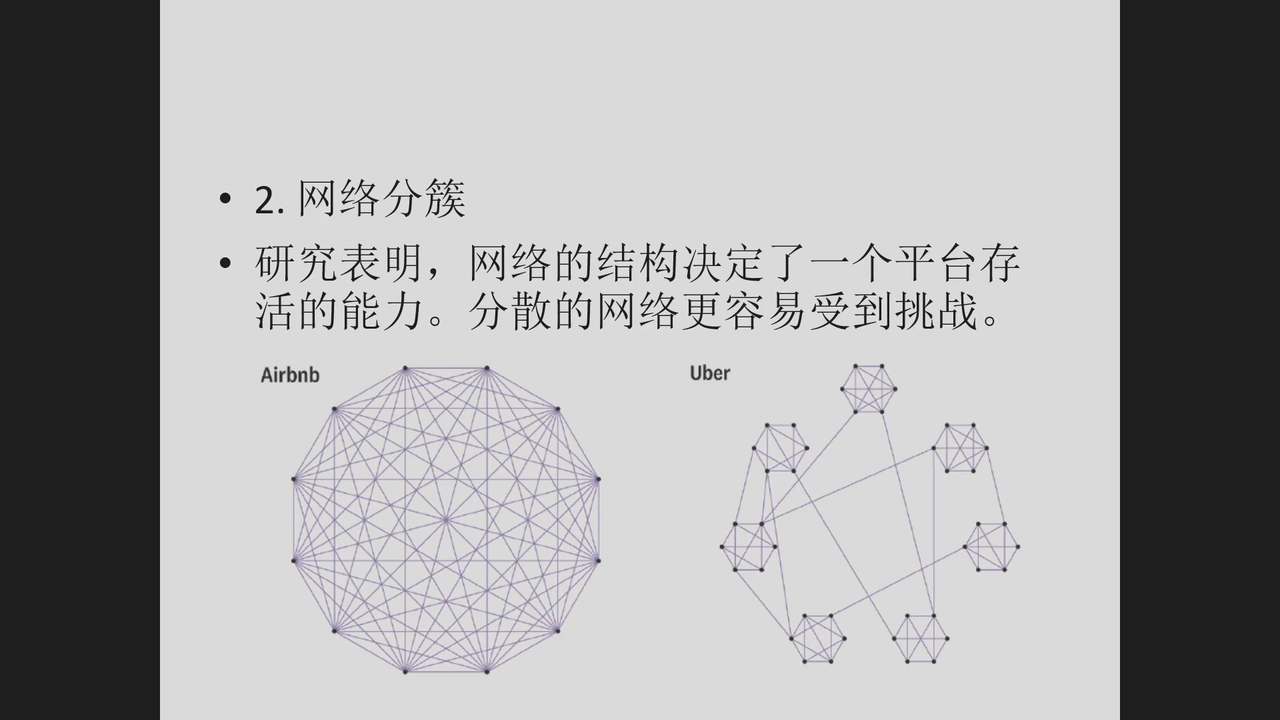 • 2. 网络分簇
• 研究表明，网络的结构决定了一个平台存
活的能力。分散的网络更容易受到挑战。
Airbnb
Uber